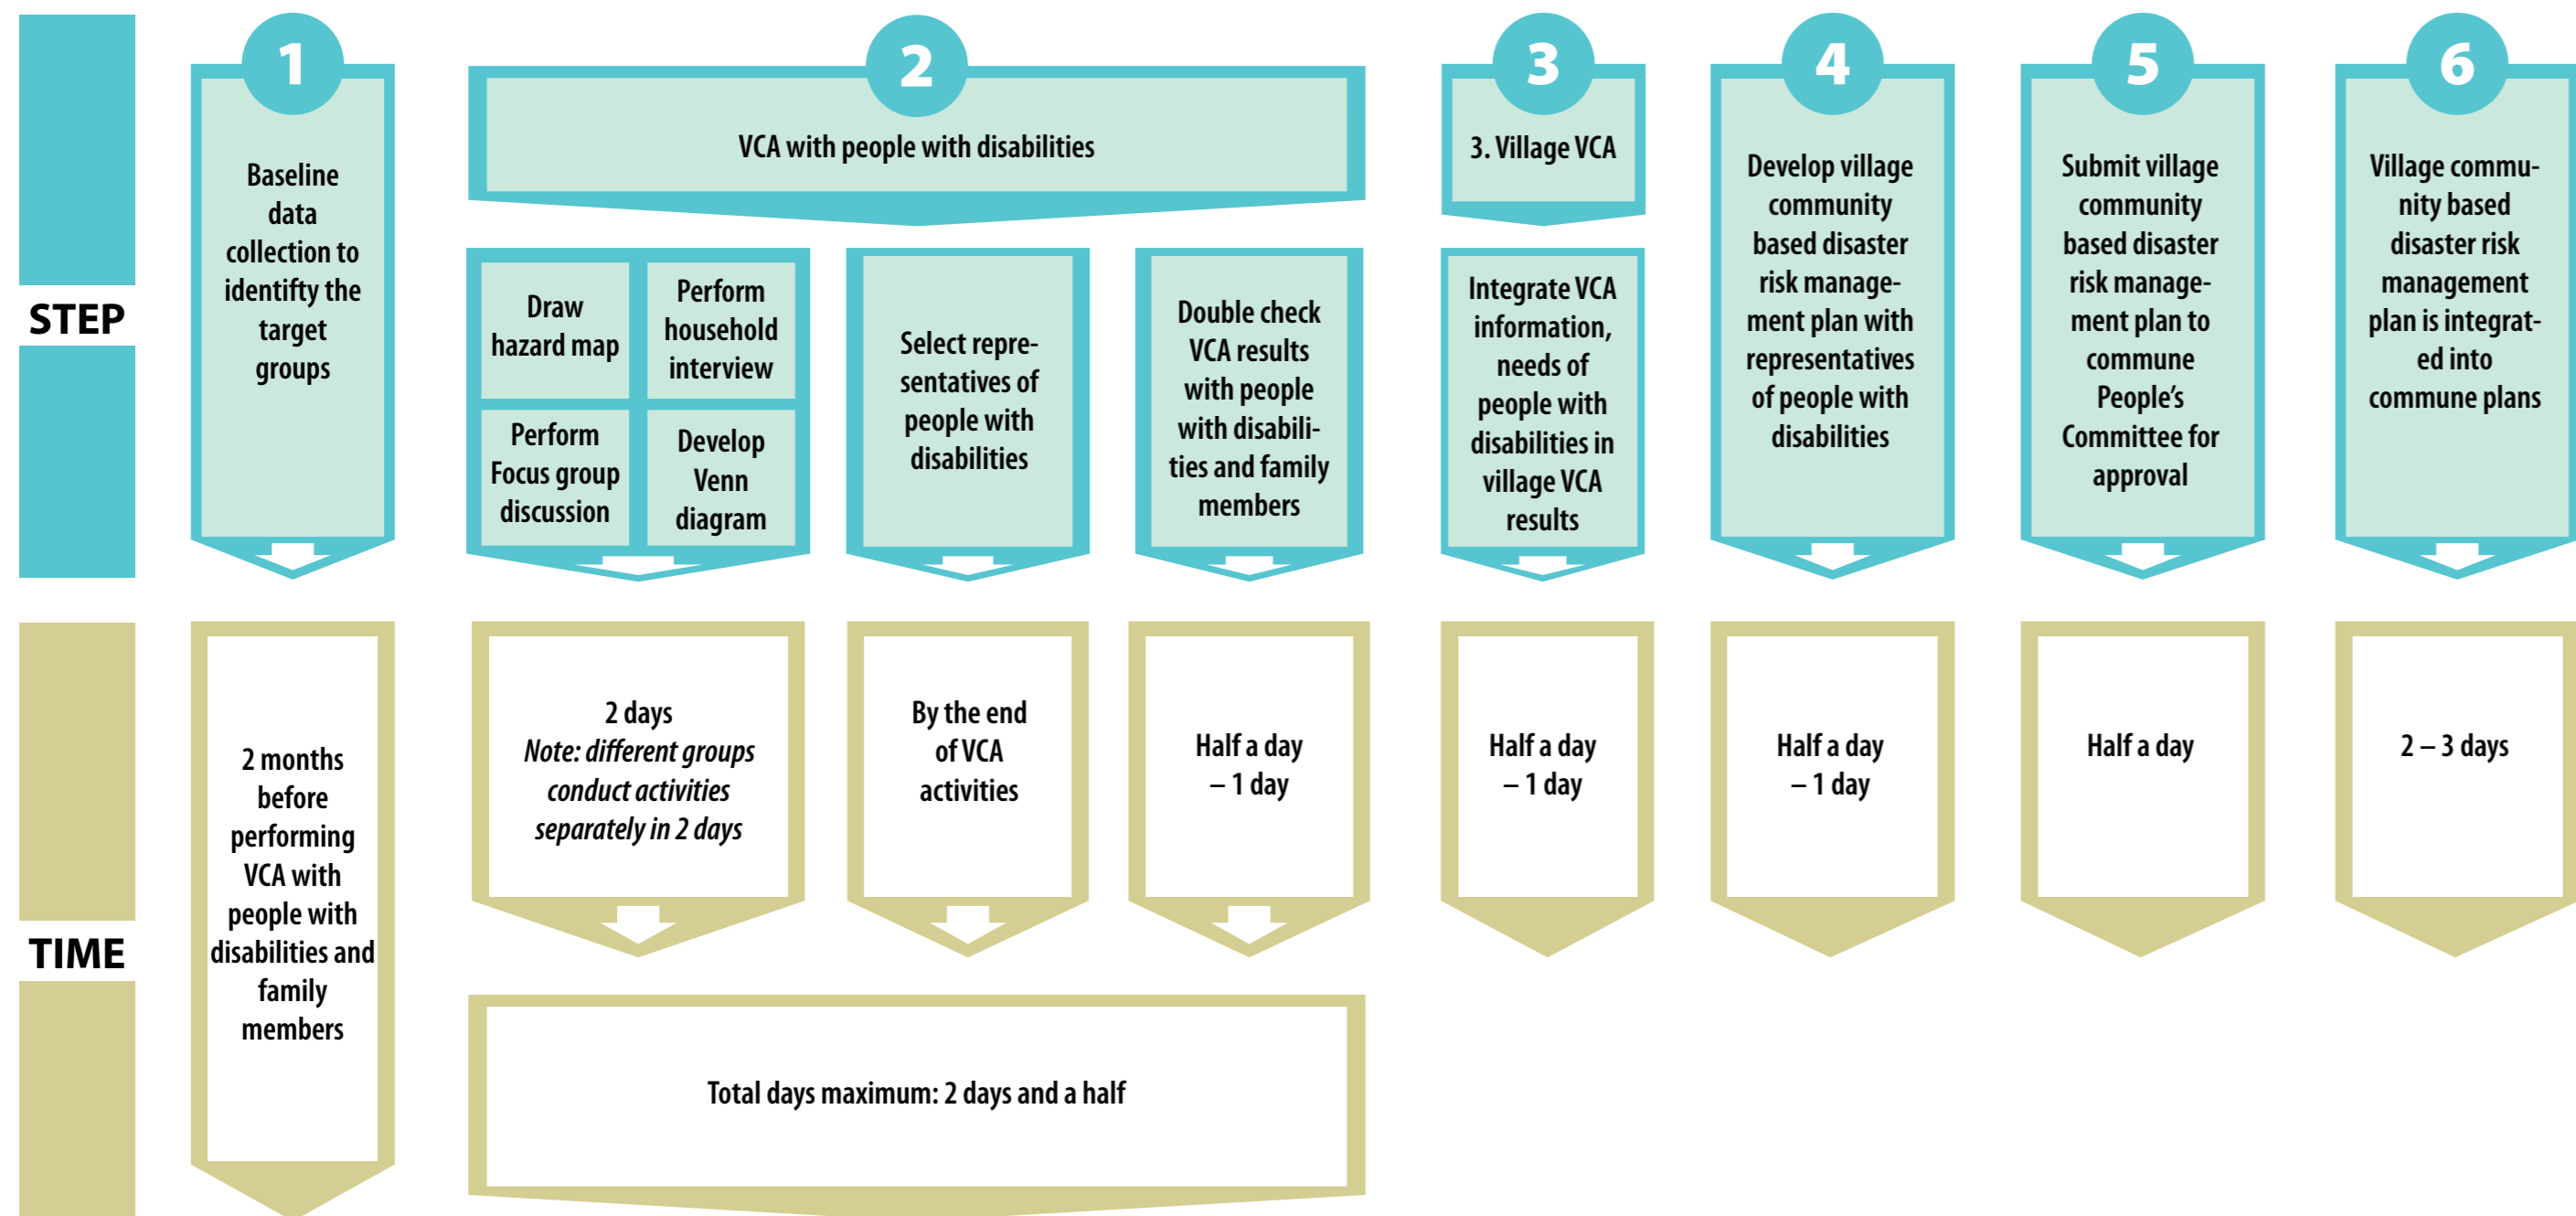 STEP
1
Baseline
data
collection to
identifty the
target
groups
2
VCA with people with disabilities
Draw
hazard map
Perform
household
interview
Perform
Focus group
discussion
Develop
Venn
diagram
Select repre-
sentatives of
people with
disabilities
Double check
VCA results
with people
with disabili-
ties and family
members
3
3. Village VCA
Integrate VCA
information,
needs of
people with
disabilities in
village VCA
results
4
Develop village
community
based disaster
risk manage-
ment plan with
representatives
of people with
disabilities
5
Submit village
community
based disaster
risk manage-
ment plan to
commune
People’s
Committee for
approval
6
Village commu-
nity based
disaster risk
management
plan is integrat-
ed into
commune plans
TIME
2 months
before
performing
VCA with
people with
disabilities and
family
members
2 days
Note: different groups
conduct activities
separately in 2 days
By the end
of VCA
activities
Half a day
– 1 day
Half a day
– 1 day
Half a day
– 1 day
Half a day
2 – 3 days
Total days maximum: 2 days and a half